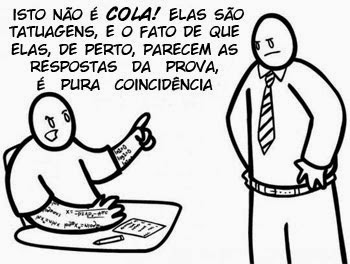 ISTO NÃO É COLA! ELAS SÃO
TATUAGENS, E O FATO DE QUE
ELAS, DE PERTO, PARECEM AS
RESPOSTAS DA PROVA,
É PURA COINCIDÊNCIA